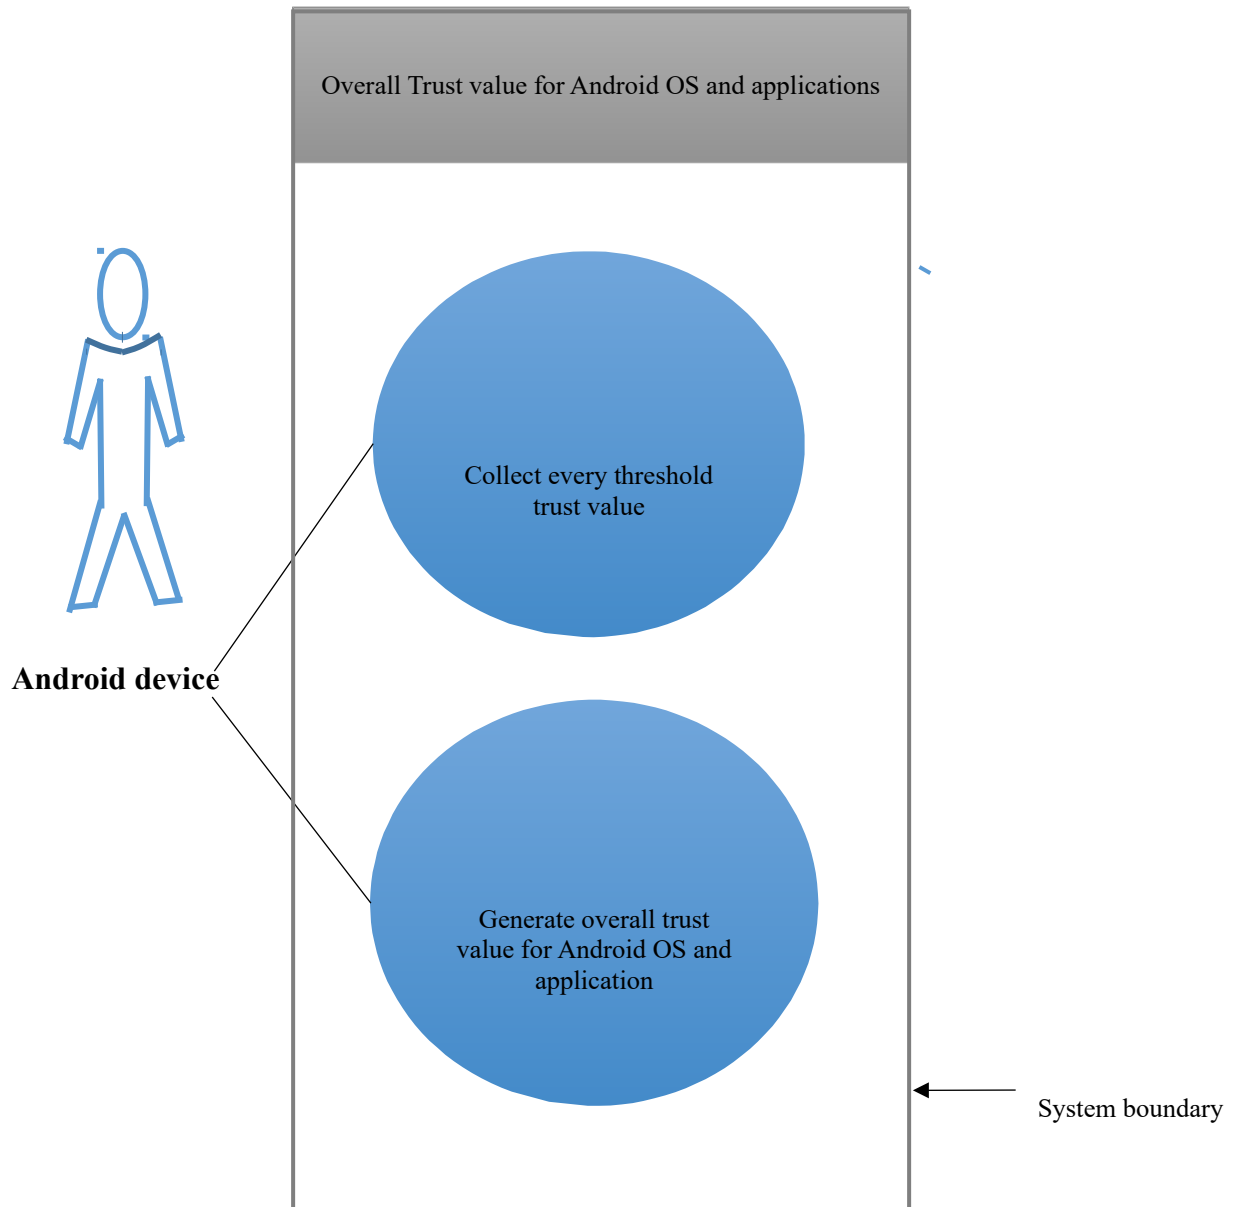 Overall Trust value for Android OS and applications
Collect every threshold
trust value
Android device
Generate overall trust
value for Android OS and
application
System boundary